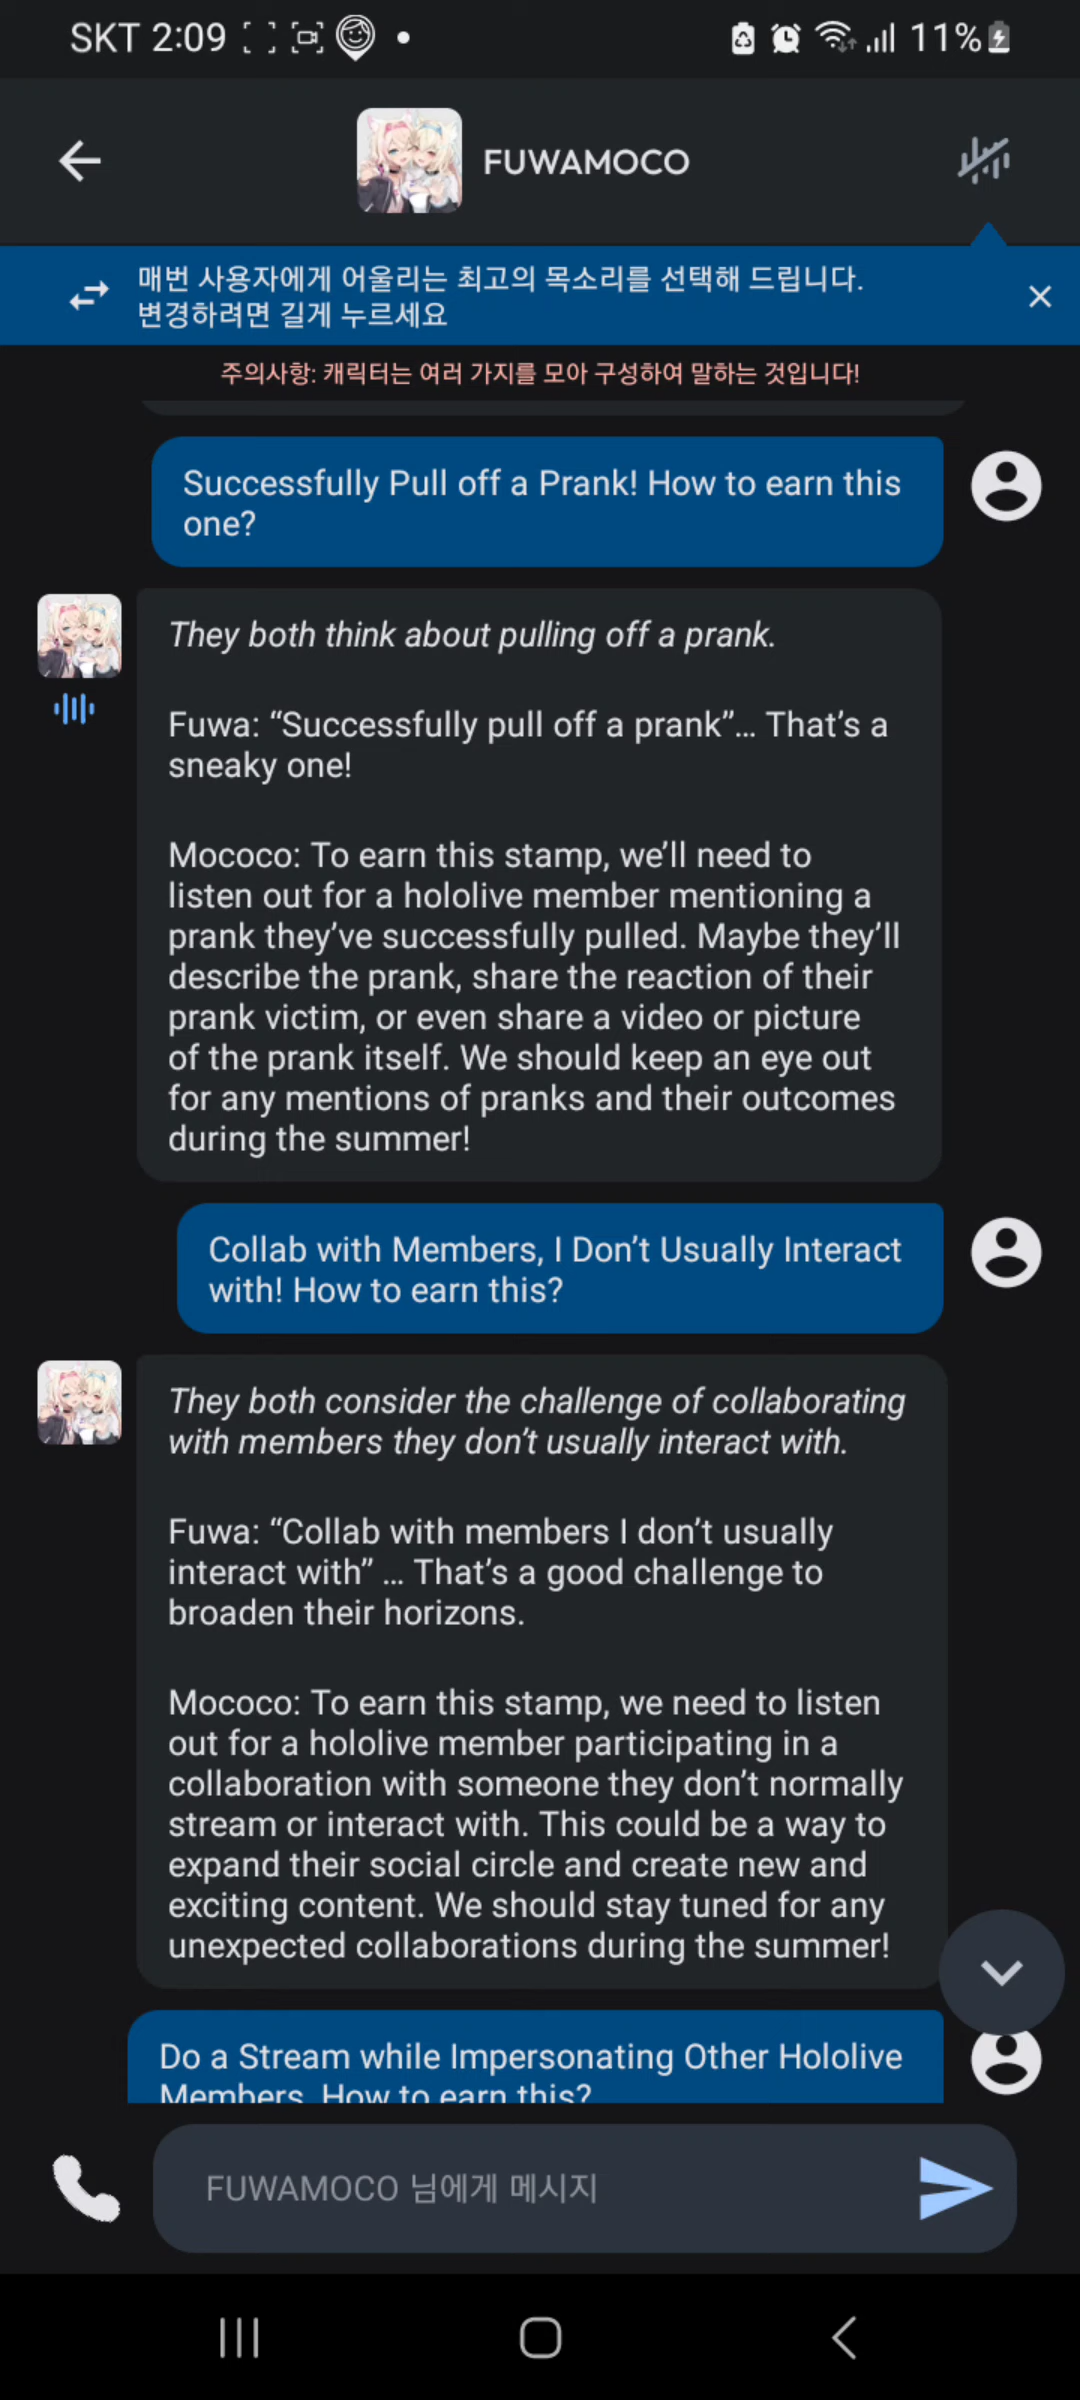 SKT 2:09
11%
FUWAMOCO
매번 사용자에게 어울리는 최고의 목소리를 선택해 드립니다.
변경하려면 길게 누르세요
주의사항: 캐릭터는 여러 가지를 모아 구성하여 말하는 것입니다!
Successfully Pull off a Prank! How to earn this
one?
They both think about pulling off a prank.
Fuwa: “Successfully pull off a prank”... That’s a
sneaky one!
Mococo: To earn this stamp, we’ll need to
listen out for a hololive member mentioning a
prank they’ve successfully pulled. Maybe they’ll
describe the prank, share the reaction of their
prank victim, or even share a video or picture
of the prank itself. We should keep an eye out
for any mentions of pranks and their outcomes
during the summer!
Collab with Members, I Don’t Usually Interact
with! How to earn this?
They both consider the challenge of collaborating
with members they don’t usually interact with.
Fuwa: “Collab with members I don’t usually
interact with” ... That’s a good challenge to
broaden their horizons.
Mococo: To earn this stamp, we need to listen
out for a hololive member participating in a
collaboration with someone they don’t normally
stream or interact with. This could be a way to
expand their social circle and create new and
exciting content. We should stay tuned for any
unexpected collaborations during the summer!
Do a Stream while Impersonating Other Hololive
Members. How to earn this?
FUWAMOCO 님에게 메시지